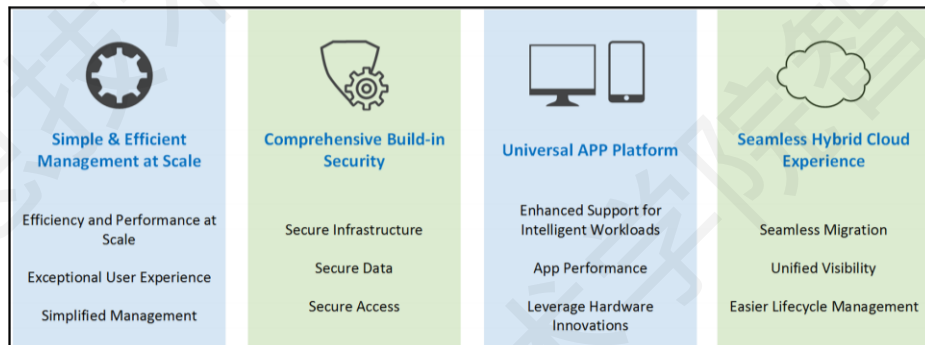 Simple & Efficient
Management at Scale
Efficiency and Performance at
Scale
Exceptional User Experience
Simplified Management
Comprehensive Build-in
Security
Secure Infrastructure
Secure Data
Secure Access
Universal APP Platform
Enhanced Support for
Intelligent Workloads
App Performance
Leverage Hardware
Innovations
Seamless Hybrid Cloud
Experience
Seamless Migration
Unified Visibility
Easier Lifecycle Management